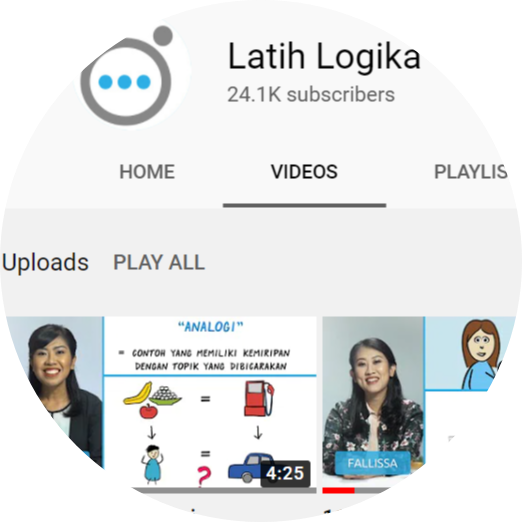 Latih Logika
24.1K subscribers
HOME VIDEOS PLAYLIS
Uploads PLAY ALL
"ANALOGI"
= CONTOH YANG MEMILIKI KEMIRIPAN
DENGAN TOPIK YANG DIBICARAKAN
=
=
?
4:25
FALLISSA